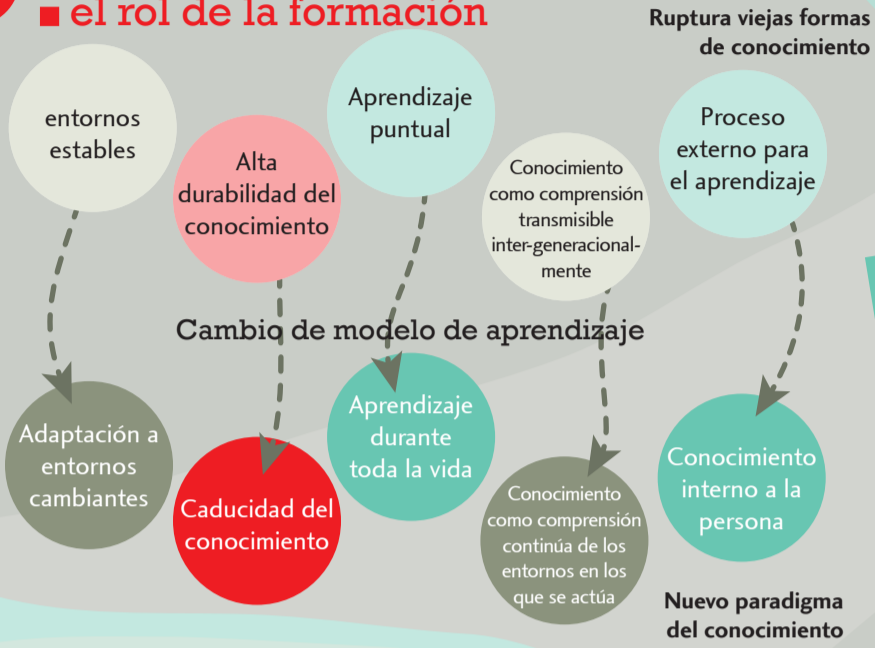 el rol de la formación
Ruptura viejas formas
de conocimiento
entornos
estables
Alta
durabilidad del
conocimiento
Aprendizaje
puntual
Conocimiento
como comprensión
transmisible
inter-generacional-
mente
Proceso
externo para
el aprendizaje
Cambio de modelo de aprendizaje
Adaptación a
entornos
cambiantes
Caducidad del
conocimiento
Aprendizaje
durante
toda la vida
Conocimiento
como comprensión
continúa de los
entornos en los
que se actúa
Conocimiento
interno a la
persona
Nuevo paradigma
del conocimiento